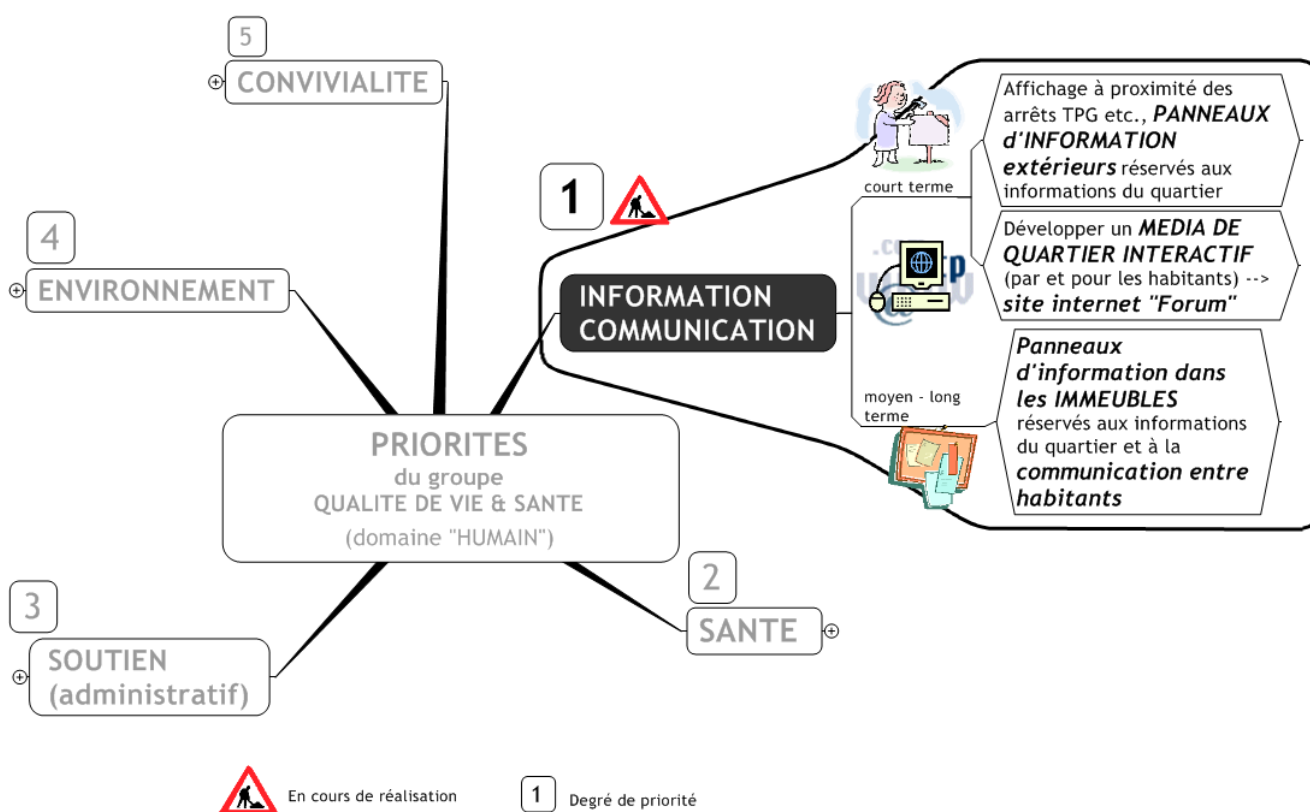 5
CONVIVIALITE
4
ENVIRONNEMENT
1
INFORMATION
COMMUNICATION
court terme
Affichage à proximité des
arrêts TPG etc., PANNEAUX
d'INFORMATION
extérieurs réservés aux
informations du quartier
Développer un MEDIA DE
QUARTIER INTERACTIF
(par et pour les habitants) -->
site internet "Forum"
moyen - long
terme
Panneaux
d'information dans
les IMMEUBLES
réservés aux informations
du quartier et à la
communication entre
habitants
PRIORITES
du groupe
QUALITE DE VIE & SANTE
(domaine "HUMAIN")
2
SANTE
3
SOUTIEN
(administratif)
En cours de réalisation
1
Degré de priorité